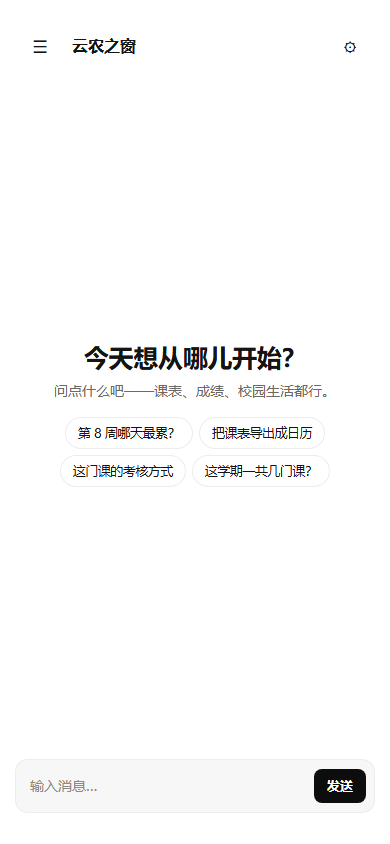 云农之窗
今天想从哪儿开始？
问点什么吧——课表、成绩、校园生活都行。
第 8 周哪天最累？
把课表导出成日历
这门课的考核方式
这学期一共几门课？
输入消息...
发送